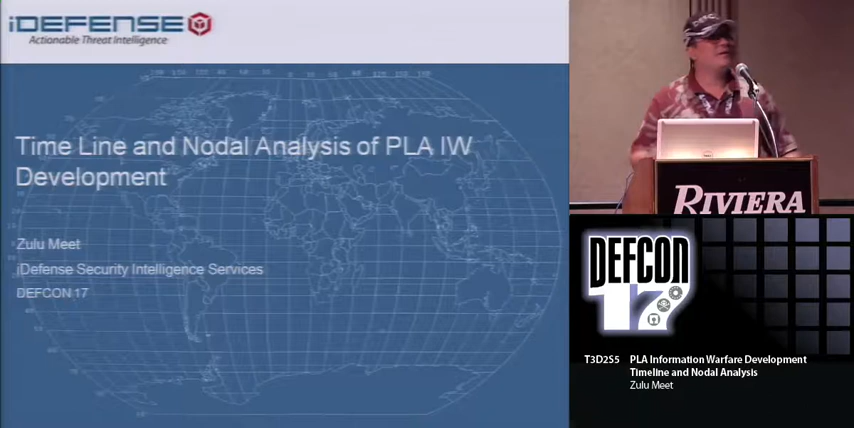 iDEFENSE
Actionable Threat Intelligence
Time Line and Nodal Analysis of PLA IW
Development
Zulu Meet
iDefense Security Intelligence Services
DEFCON 17
RIVIERA
DEFCON
17
T3D2S5 PLA Information Warfare Development
Timeline and Nodal Analysis
Zulu Meet